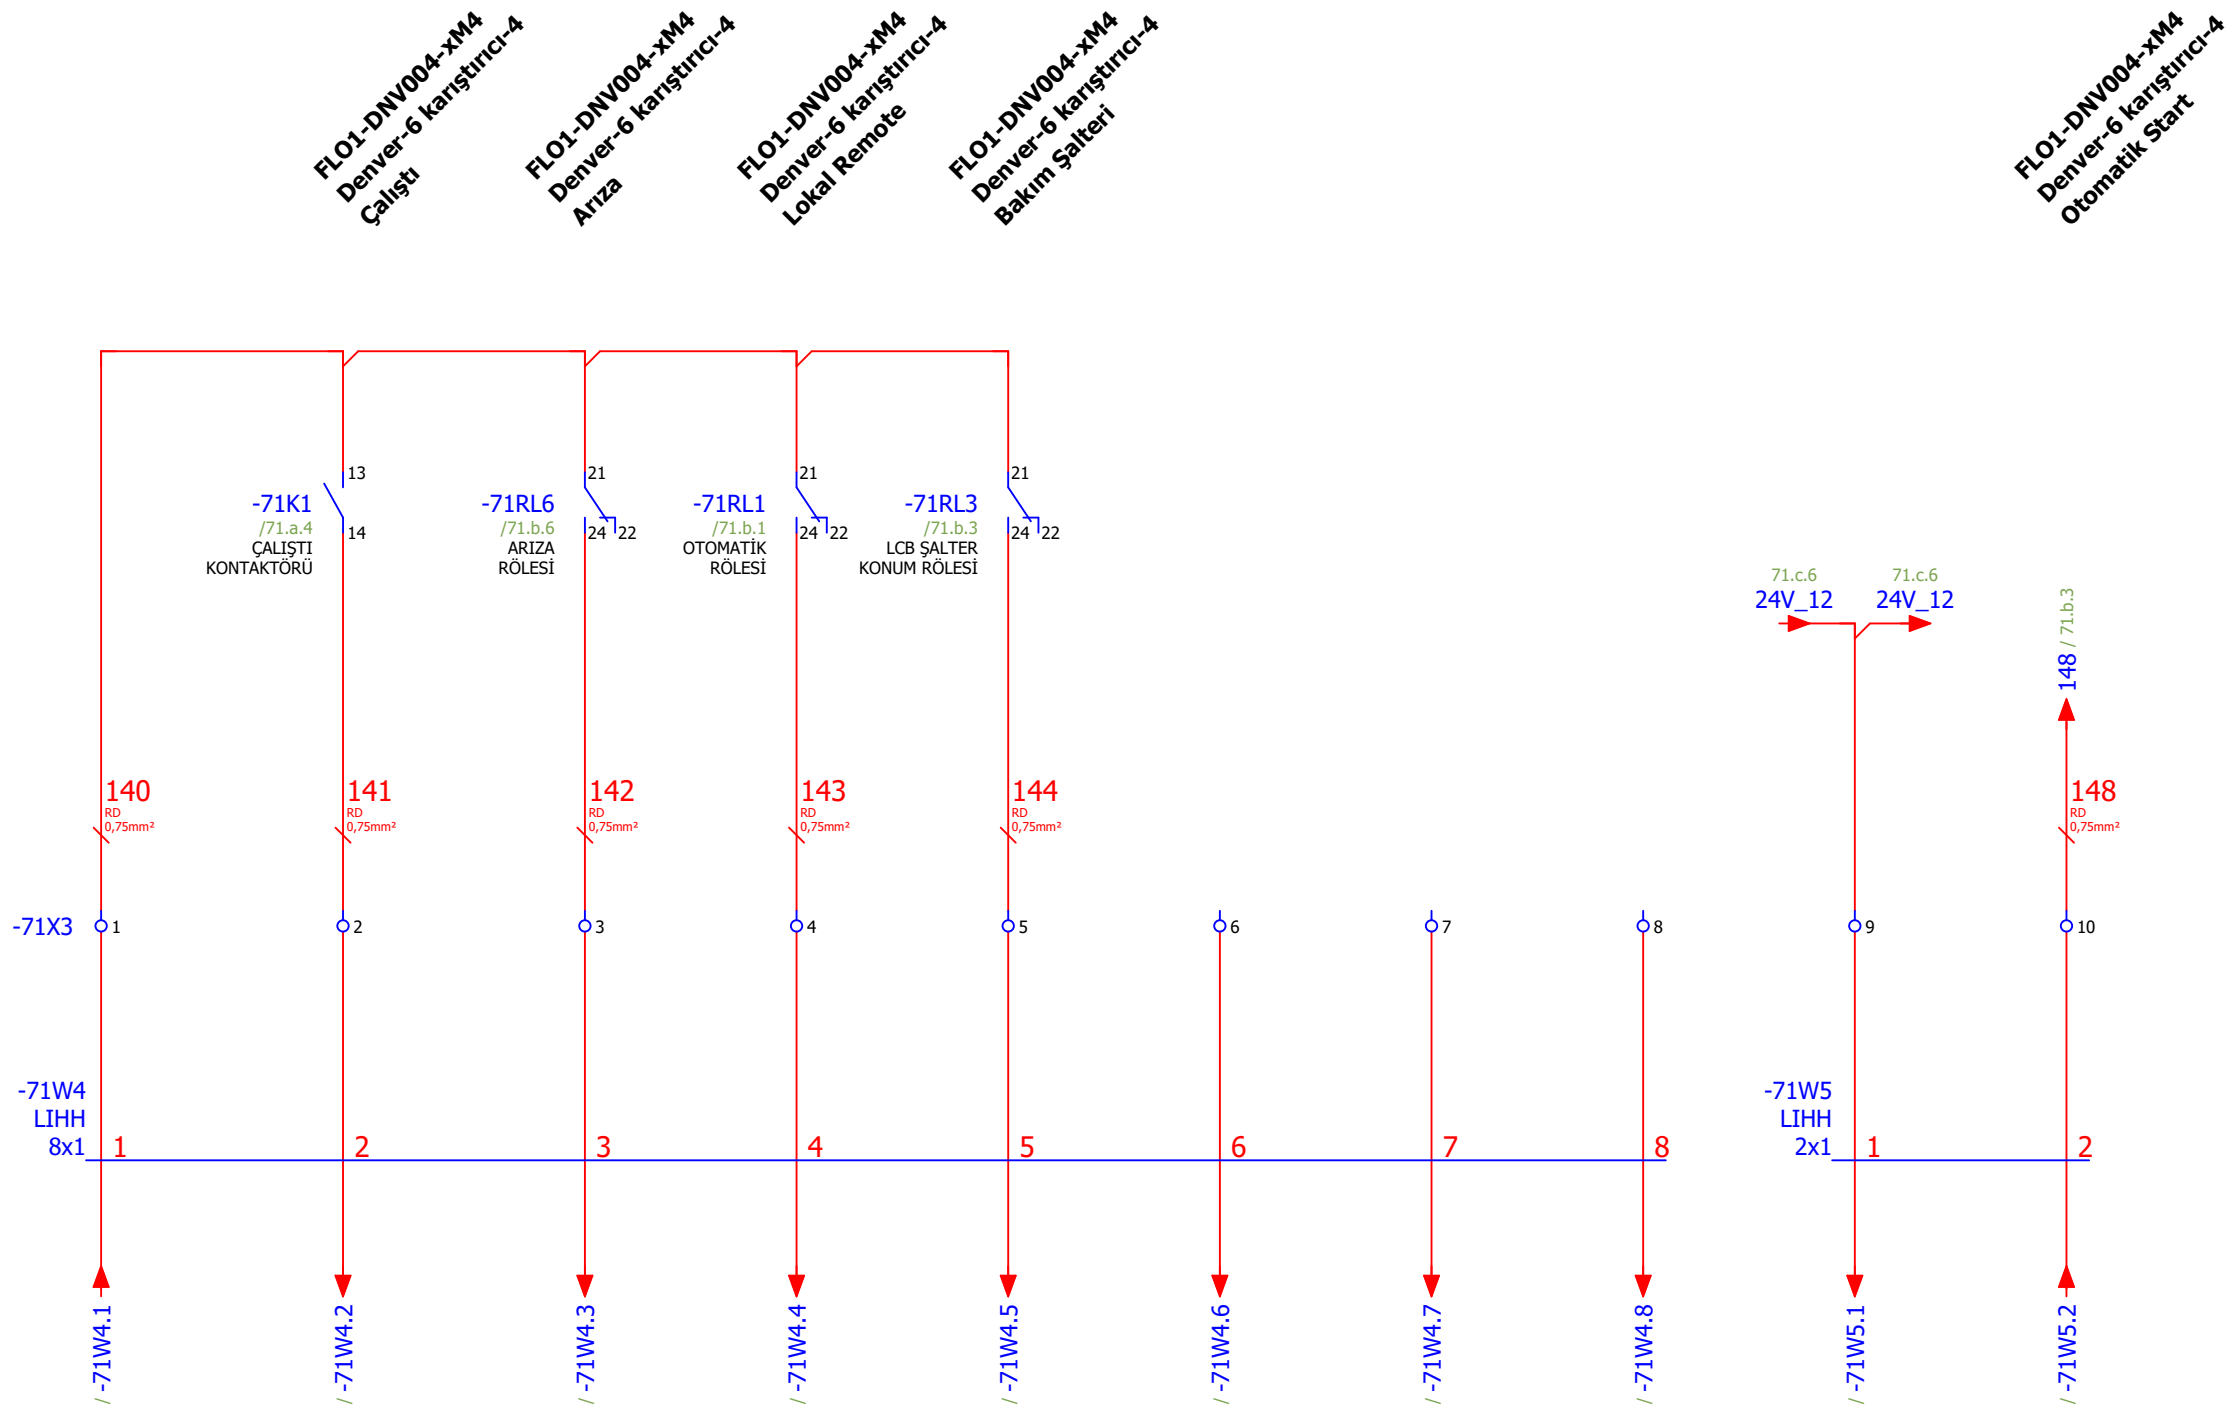 FLO1-DNV004-xM4
Denver-6 karıştırıcı-4
Çalıştı
FLO1-DNV004-xM4
Denver-6 karıştırıcı-4
Arıza
FLO1-DNV004-xM4
Denver-6 karıştırıcı-4
Lokal Remote
FLO1-DNV004-xM4
Denver-6 karıştırıcı-4
Bakım Şalteri
FLO1-DNV004-xM4
Denver-6 karıştırıcı-4
Otomatik Start
-71K1
/71.a.4
ÇALIŞTI
KONTAKTÖRÜ
13
14
-71RL6
/71.b.6
ARIZA
RÖLESİ
21
24 22
-71RL1
/71.b.1
OTOMATİK
RÖLESİ
21
24 22
-71RL3
/71.b.3
LCB ŞALTER
KONUM RÖLESİ
21
24 22
71.c.6
24V_12
71.c.6
24V_12
148 / 71.b.3
140
RD
0,75mm²
141
RD
0,75mm²
142
RD
0,75mm²
143
RD
0,75mm²
144
RD
0,75mm²
148
RD
0,75mm²
-71X3 1 2 3 4 5 6 7 8 9 10
-71W4
LIHH
8x1 1 2 3 4 5 6 7 8
-71W5
LIHH
2x1 1 2
/ -71W4.1
/ -71W4.2
/ -71W4.3
/ -71W4.4
/ -71W4.5
/ -71W4.6
/ -71W4.7
/ -71W4.8
/ -71W5.1
/ -71W5.2